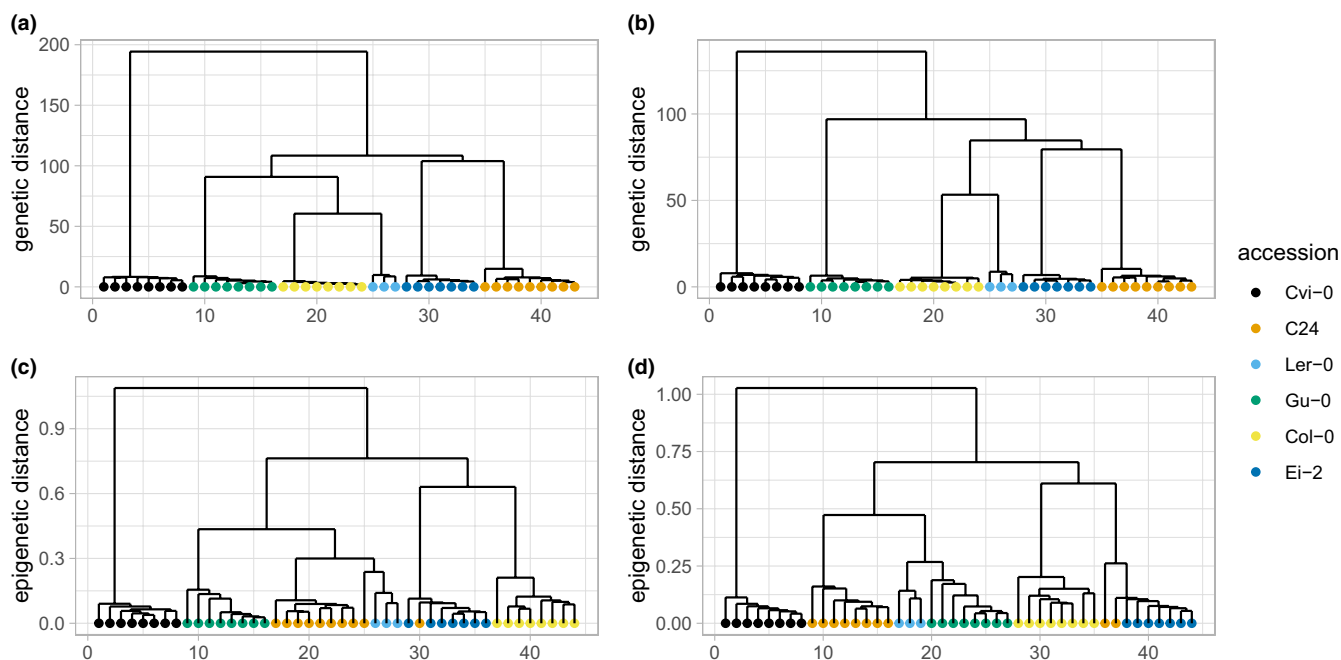 (a)
genetic distance
200
150
100
50
0
0 10 20 30 40
(b)
genetic distance
100
50
0
0 10 20 30 40
(c)
epigenetic distance
0.9
0.6
0.3
0.0
0 10 20 30 40
(d)
epigenetic distance
1.00
0.75
0.50
0.25
0.00
0 10 20 30 40
accession
Cvi−0
C24
Ler−0
Gu−0
Col−0
Ei−2